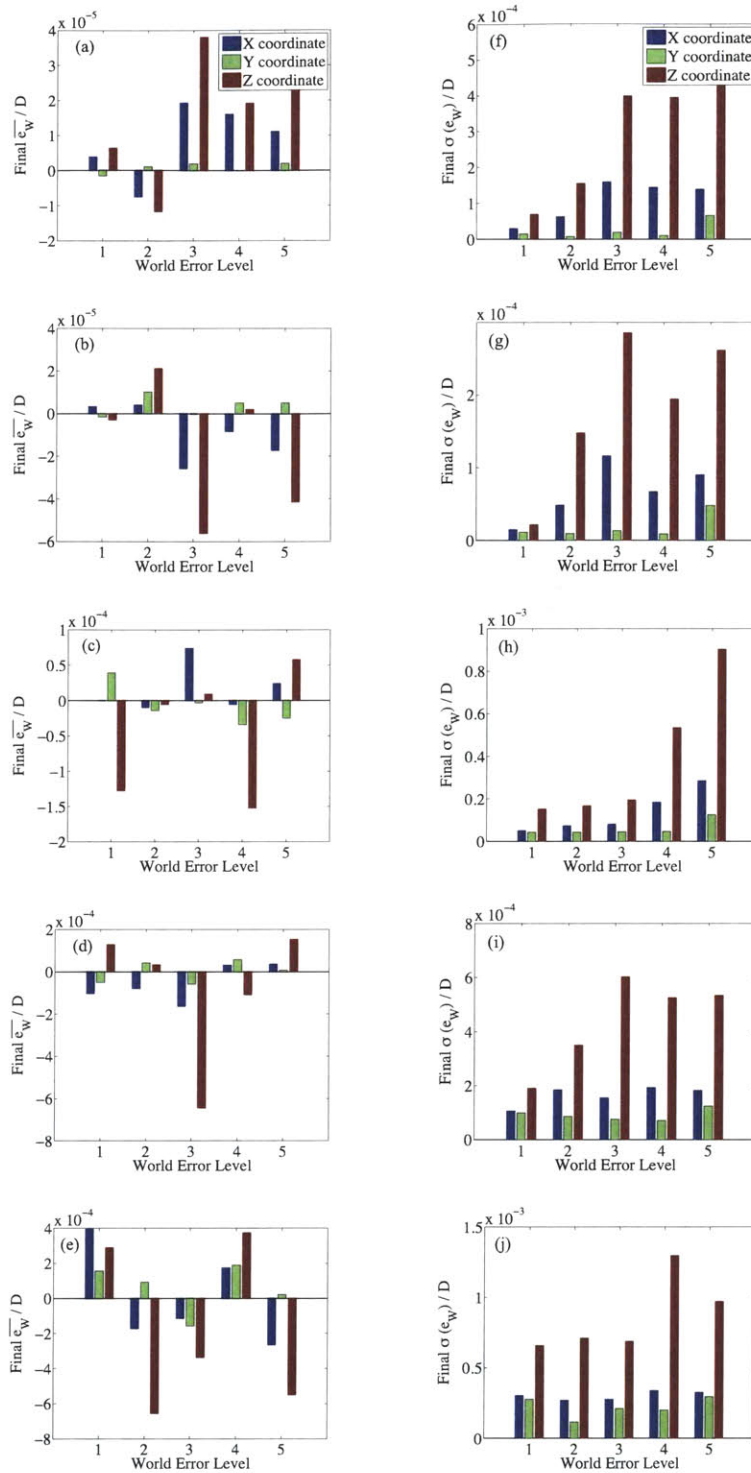 x 10⁻⁵
(a)
X coordinate
Y coordinate
Z coordinate
Final e̅_W / D
4
3
2
1
0
−1
−2
1 2 3 4 5
World Error Level
x 10⁻⁴
(f)
X coordinate
Y coordinate
Z coordinate
Final σ (e_W) / D
6
4
2
1
0
1 2 3 4 5
World Error Level
x 10⁻⁵
(b)
Final e̅_W / D
4
2
0
−2
−4
−6
1 2 3 4 5
World Error Level
x 10⁻⁴
(g)
Final σ (e_W) / D
2
1
0
1 2 3 4 5
World Error Level
x 10⁻⁴
(c)
Final e̅_W / D
1
0.5
0
−0.5
−1
−1.5
−2
1 2 3 4 5
World Error Level
x 10⁻³
(h)
Final σ (e_W) / D
1
0.8
0.6
0.4
0.2
0
1 2 3 4 5
World Error Level
x 10⁻⁴
(d)
Final e̅_W / D
2
0
−2
−4
−6
−8
1 2 3 4 5
World Error Level
x 10⁻⁴
(i)
Final σ (e_W) / D
8
6
4
2
0
1 2 3 4 5
World Error Level
x 10⁻⁴
(e)
Final e̅_W / D
4
2
0
−2
−4
−6
−8
1 2 3 4 5
World Error Level
x 10⁻³
(j)
Final σ (e_W) / D
1.5
1
0.5
0
1 2 3 4 5
World Error Level